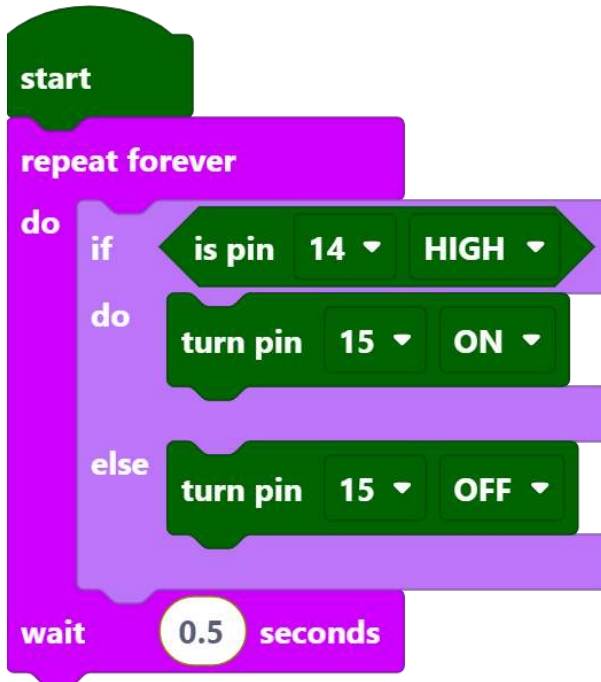 start
repeat forever
do
if is pin 14 HIGH
do
turn pin 15 ON
else
turn pin 15 OFF
wait 0.5 seconds